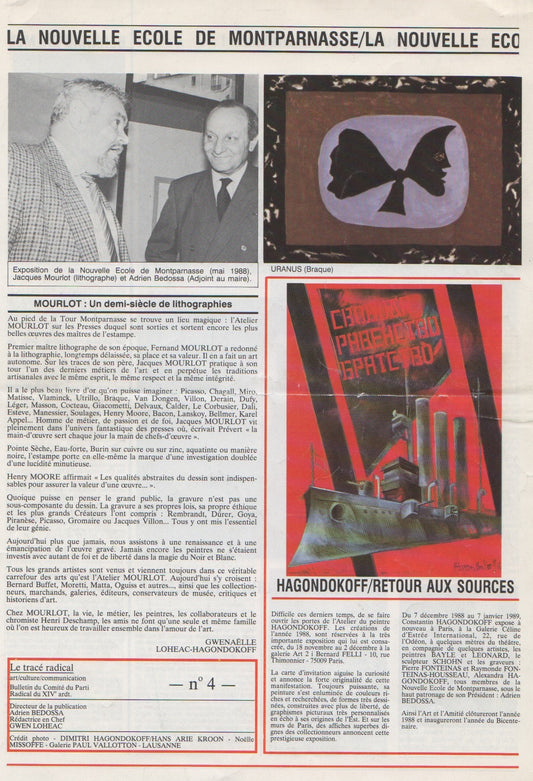 LA NOUVELLE ECOLE DE MONTPARNASSE/LA NOUVELLE ECO
Exposition de la Nouvelle Ecole de Montparnasse (mai 1988).
Jacques Mourlot (lithographe) et Adrien Bedossa (Adjoint au maire).
URANUS (Braque)
MOURLOT : Un demi-siècle de lithographies
Au pied de la Tour Montparnasse se trouve un lieu magique : l'Atelier
MOURLOT sur les Presses duquel sont sorties et sortent encore les plus
belles œuvres des maîtres de l'estampe.
Premier maître lithographe de son époque, Fernand MOURLOT a redonné
à la lithographie, longtemps délaissée, sa place et sa valeur. Il en a fait un art
autonome. Sur les traces de son père, Jacques MOURLOT pratique à son
tour l'un des derniers métiers de l'art et en perpétue les traditions
artisanales avec le même esprit, le même respect et la même intégrité.
Il a le plus beau livre d'or qu'on puisse imaginer : Picasso, Chagall, Miro,
Matisse, Vlaminck, Utrillo, Braque, Van Dongen, Villon, Derain, Dufy,
Léger, Masson, Cocteau, Giacometti, Delvaux, Calder, Le Corbusier, Dali,
Esteve, Manessier, Soulages, Henry Moore, Bacon, Lanskoy, Bellmer, Karel
Appel... Homme de métier, de passion et de foi, Jacques MOURLOT vit
pleinement dans l'univers fantastique des presses où, écrivait Prévert « la
main-d'œuvre sert chaque jour la main de chefs-d'œuvre ».
Pointe Sèche, Eau-forte, Burin sur cuivre ou sur zinc, aquatinte ou manière
noire, l'estampe porte en elle-même la marque d'une investigation doublée
d'une lucidité minutieuse.
Henry MOORE affirmait « Les qualités abstraites du dessin sont indispen-
sables pour assurer la valeur d'une œuvre... ».
Quoique puisse en penser le grand public, la gravure n'est pas une
sous-composante du dessin. La gravure a ses propres lois, sa propre éthique
et les plus grands Créateurs l'ont compris : Rembrandt, Dürer, Goya,
Piranèse, Picasso, Gromaire ou Jacques Villon... Tous y ont mis l'essentiel
de leur génie.
Aujourd'hui plus que jamais, nous assistons à une renaissance et à une
émancipation de l'œuvre gravé. Jamais encore les peintres ne s'étaient
investis avec autant de foi et de liberté dans la magie du Noir et Blanc.
Tous les grands artistes sont venus et viennent toujours dans ce véritable
carrefour des arts qu'est l'Atelier MOURLOT. Aujourd'hui s'y croisent :
Bernard Buffet, Moretti, Matta, Oguiss et autres..., ainsi que les collection-
neurs, marchands, galeries, éditeurs, conservateurs de musée, critiques et
historiens d'art.
Chez MOURLOT, la vie, le métier, les peintres, les collaborateurs et le
chromiste Henri Deschamp, les amis ne font qu'une seule et même famille
où l'on est heureux de travailler ensemble dans l'amour de l'art.
GWENAËLLE
LOHEAC-HAGONDOKOFF
Le tracé radical
art/culture/communication
Bulletin du Comité du Parti
Radical du XIVe ardt.
— n° 4 —
Directeur de la publication
Adrien BEDOSSA
Rédactrice en Chef
GWEN LOHEAC
Crédit photo - DIMITRI HAGONDOKOFF/HANS ARIE KROON - Noëlle
MISSOFFE - Galerie PAUL VALLOTTON - LAUSANNE
HAGONDOKOFF/RETOUR AUX SOURCES
Difficile ces derniers temps, de se faire
ouvrir les portes de l'Atelier du peintre
HAGONDOKOFF. Les créations de
l'année 1988, sont réservées à la très
importante exposition qui lui est consa-
crée, du 18 novembre au 2 décembre à la
galerie Art 2 : Bernard FELLI - 10, rue
Thimonnier - 75009 Paris.
La carte d'invitation aiguise la curiosité
et annonce la forte originalité de cette
manifestation. Toujours puissante, sa
peinture s'est enluminée de couleurs ri-
ches et recherchées, de formes très dessi-
nées, construites avec plus de liberté, de
graphismes picturaux très personnalisés
en écho à ses origines de l'Est. Et sur les
murs de Paris, des affiches superbes di-
gnes des collectionneurs annoncent cette
prestigieuse exposition.
Du 7 décembre 1988 au 7 janvier 1989,
Constantin HAGONDOKOFF expose à
nouveau à Paris, à la Galerie Coup
d'Estrée International, 22, rue de
l'Odéon, à quelques mètres du théâtre,
en compagnie de quelques artistes, les
peintres BAYLE et LEONARD, le
sculpteur SCHOHN et les graveurs :
Pierre FONTEINAS et Raymonde FON-
TEINAS-HOUSSEAU, Alexandra HA-
GONDOKOFF, tous membres de la
Nouvelle Ecole de Montparnasse, sous le
haut patronage de son Président : Adrien
BEDOSSA.
Ainsi l'Art et l'Amitié clôtureront l'année
1988 et inaugureront l'année du Bicente-
naire.